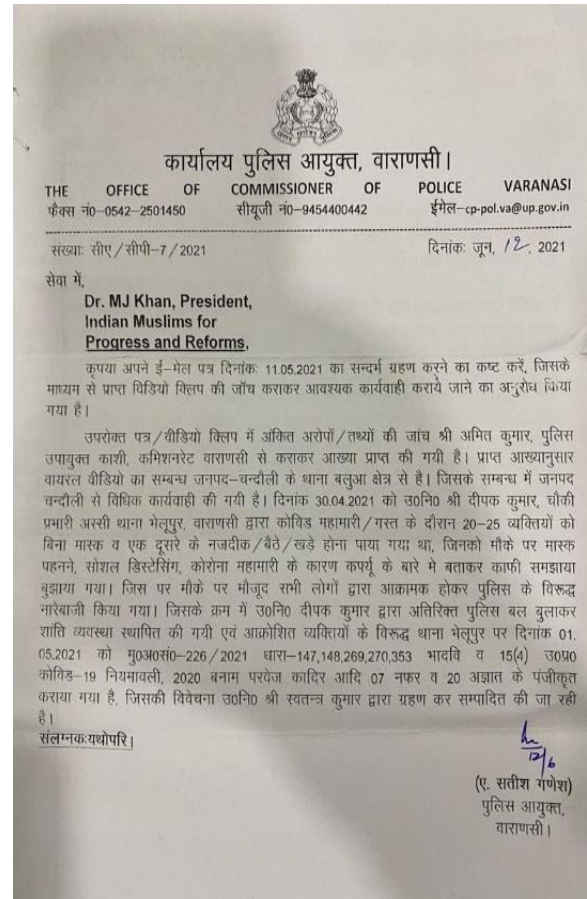 कार्यालय पुलिस आयुक्त, वाराणसी।
THE OFFICE OF COMMISSIONER OF POLICE VARANASI
फैक्स नं0–0542–2501450 सीयूजी नं0–9454400442 ईमेल–cp-pol.va@up.gov.in
संख्याः सीए/सीपी–7/2021 दिनांकः जून, 12, 2021
सेवा में,
Dr. MJ Khan, President,
Indian Muslims for
Progress and Reforms,
कृपया अपने ई–मेल पत्र दिनांकः 11.05.2021 का सन्दर्भ ग्रहण करने का कष्ट करें, जिसके
माध्यम से प्राप्त विडियो क्लिप की जॉच कराकर आवश्यक कार्यवाही कराये जाने का अनुरोध किया
गया है।
उपरोक्त पत्र/वीडियो क्लिप में अंकित अरोपों/तथ्यों की जांच श्री अमित कुमार, पुलिस
उपायुक्त काशी, कमिशनरेट वाराणसी से कराकर आख्या प्राप्त की गयी है। प्राप्त आख्यानुसार
वायरल वीडियो का सम्बन्ध जनपद–चन्दौली के थाना बलुआ क्षेत्र से है। जिसके सम्बन्ध में जनपद
चन्दौली से विधिक कार्यवाही की गयी है। दिनांक 30.04.2021 को उ0नि0 श्री दीपक कुमार, चौकी
प्रभारी अस्सी थाना भेलूपुर, वाराणसी द्वारा कोविड महामारी/गस्त के दौरान 20–25 व्यक्तियों को
बिना मास्क व एक दूसरे के नजदीक/बैठे/खड़े होना पाया गया था, जिनको मौके पर मास्क
पहनने, सोशल डिस्टेसिंग, कोरोना महामारी के कारण कर्फ्यू के बारे मे बताकर काफी समझाया
बुझाया गया। जिस पर मौके पर मौजूद सभी लोगों द्वारा आक्रामक होकर पुलिस के विरूद्ध
नारेबाजी किया गया। जिसके क्रम में उ0नि0 दीपक कुमार द्वारा अतिरिक्त पुलिस बल बुलाकर
शांति व्यवस्था स्थापित की गयी एवं आक्रोशित व्यक्तियों के विरूद्ध थाना भेलूपुर पर दिनांक 01.
05.2021 को मु0अ0सं0–226/2021 धारा–147,148,269,270,353 भादवि व 15(4) उ0प्र0
कोविड–19 नियमावली, 2020 बनाम परवेज कादिर आदि 07 नफर व 20 अज्ञात के पंजीकृत
कराया गया है, जिसकी विवेचना उ0नि0 श्री स्वतन्त्र कुमार द्वारा ग्रहण कर सम्पादित की जा रही
है।
संलग्नकःयथोपरि।
12/6
(ए. सतीश गणेश)
पुलिस आयुक्त,
वाराणसी।